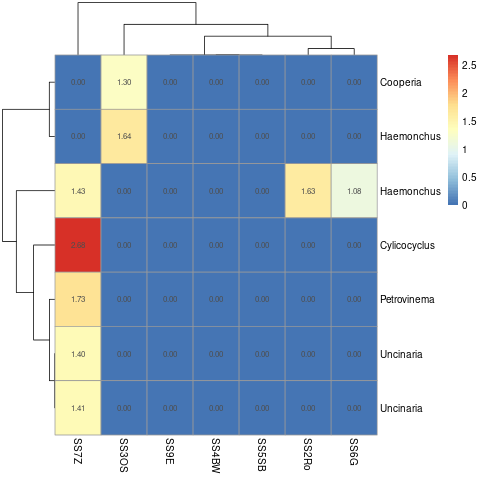 0.00 1.30 0.00 0.00 0.00 0.00 0.00 Cooperia
0.00 1.64 0.00 0.00 0.00 0.00 0.00 Haemonchus
1.43 0.00 0.00 0.00 0.00 1.63 1.08 Haemonchus
0.00 0.00 0.00 0.00 0.00 0.00 Cylicocyclus
1.73 0.00 0.00 0.00 0.00 0.00 0.00 Petrovinema
1.40 0.00 0.00 0.00 0.00 0.00 0.00 Uncinaria
1.41 0.00 0.00 0.00 0.00 0.00 0.00 Uncinaria
SS7Z SS3OS SS9E SS4BW SS5SB SS2Ro SS6G
2.5
2
1.5
1
0.5
0